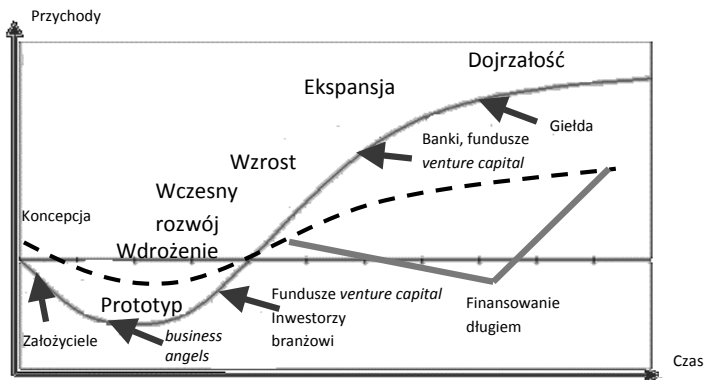 Przychody
Dojrzałość
Ekspansja
Giełda
Banki, fundusze
venture capital
Wzrost
Wczesny
rozwój
Koncepcja
Wdrożenie
Prototyp
Fundusze venture capital
Inwestorzy
branżowi
Finansowanie
długiem
Założyciele
business
angels
Czas